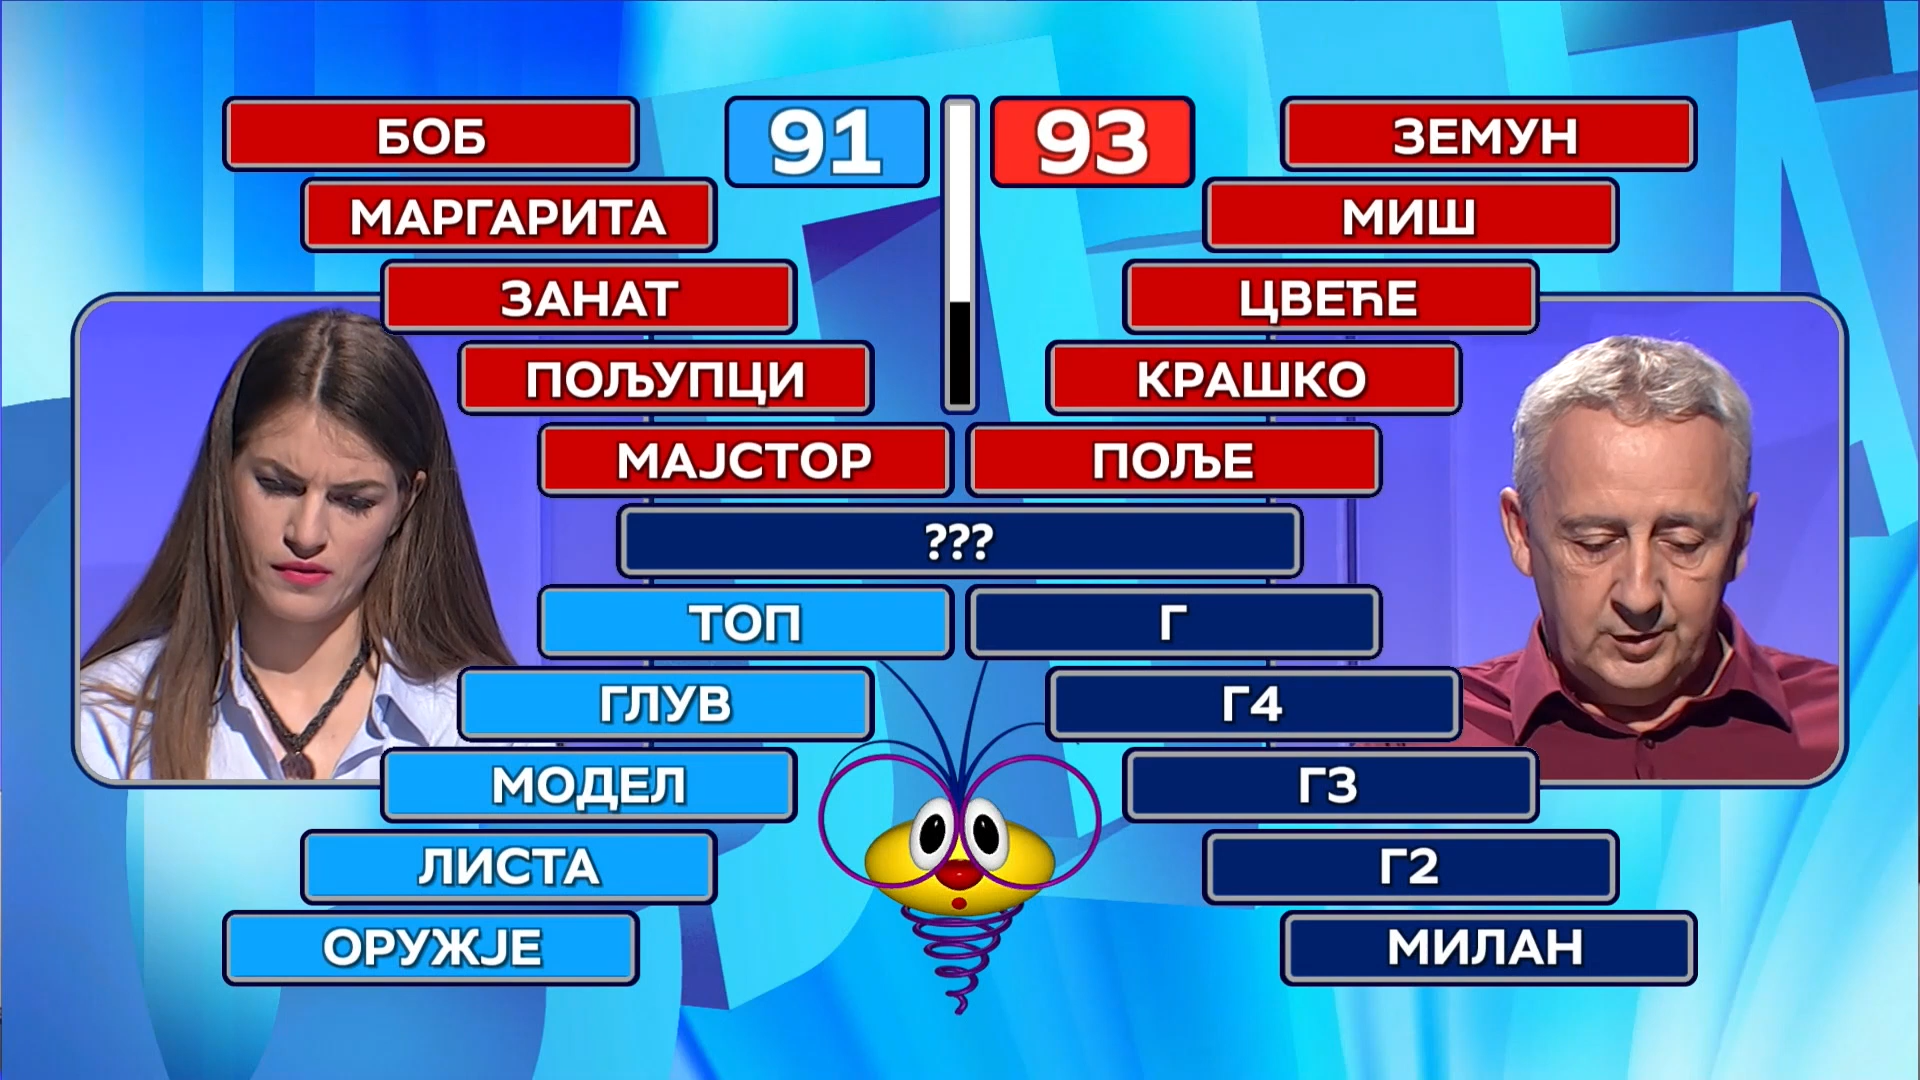 БОБ
91
93
ЗЕМУН
МАРГАРИТА
МИШ
ЗАНАТ
ЦВЕЋЕ
ПОЉУПЦИ
КРАШКО
МАЈСТОР
ПОЉЕ
???
ТОП
Г
ГЛУВ
Г4
МОДЕЛ
Г3
ЛИСТА
Г2
ОРУЖЈЕ
МИЛАН